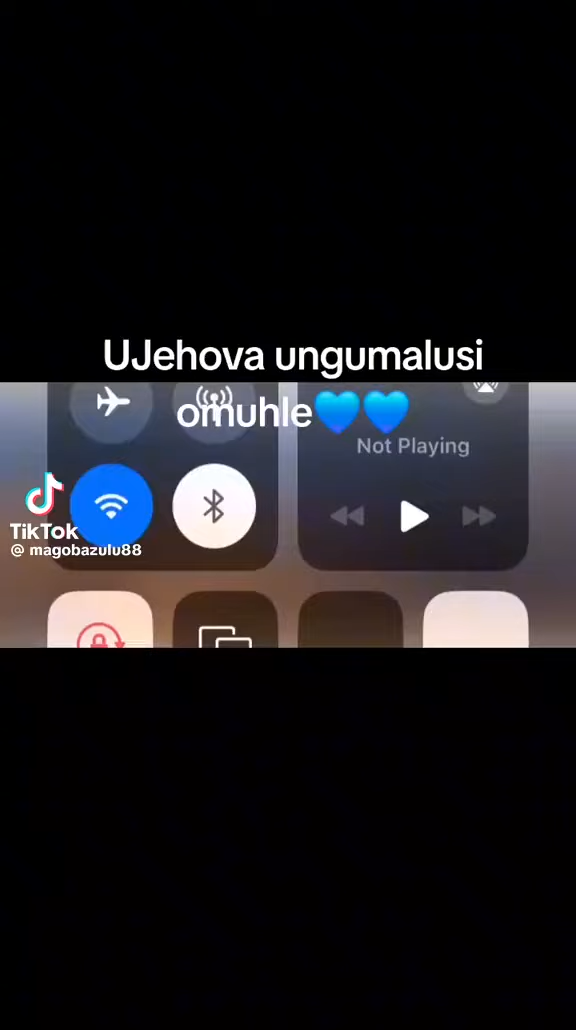 UJehova ungumalusi
omuhle💙💙
Not Playing
TikTok
@ magobazulu88